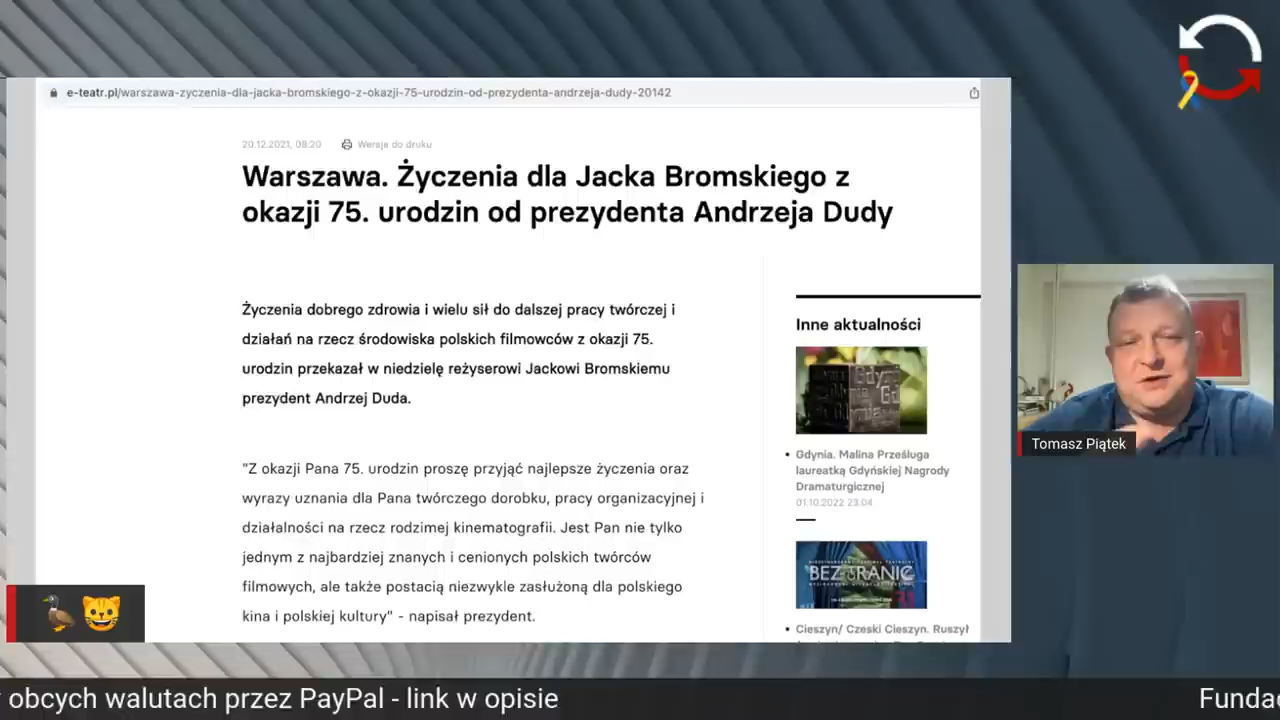 e-teatr.pl/warszawa-zyczenia-dla-jacka-bromskiego-z-okazji-75-urodzin-od-prezydenta-andrzeja-dudy-20142
20.12.2021, 08:20 Wersja do druku
Warszawa. Życzenia dla Jacka Bromskiego z
okazji 75. urodzin od prezydenta Andrzeja Dudy
Życzenia dobrego zdrowia i wielu sił do dalszej pracy twórczej i
działań na rzecz środowiska polskich filmowców z okazji 75.
urodzin przekazał w niedzielę reżyserowi Jackowi Bromskiemu
prezydent Andrzej Duda.
"Z okazji Pana 75. urodzin proszę przyjąć najlepsze życzenia oraz
wyrazy uznania dla Pana twórczego dorobku, pracy organizacyjnej i
działalności na rzecz rodzimej kinematografii. Jest Pan nie tylko
jednym z najbardziej znanych i cenionych polskich twórców
filmowych, ale także postacią niezwykle zasłużoną dla polskiego
kina i polskiej kultury" - napisał prezydent.
Inne aktualności
Gdynia. Malina Prześluga
laureatką Gdyńskiej Nagrody
Dramaturgicznej
01.10.2022 23:04
BEZ GRANIC
Cieszyn/ Czeski Cieszyn. Ruszył
Tomasz Piątek
obcych walutach przez PayPal - link w opisie
Fundac